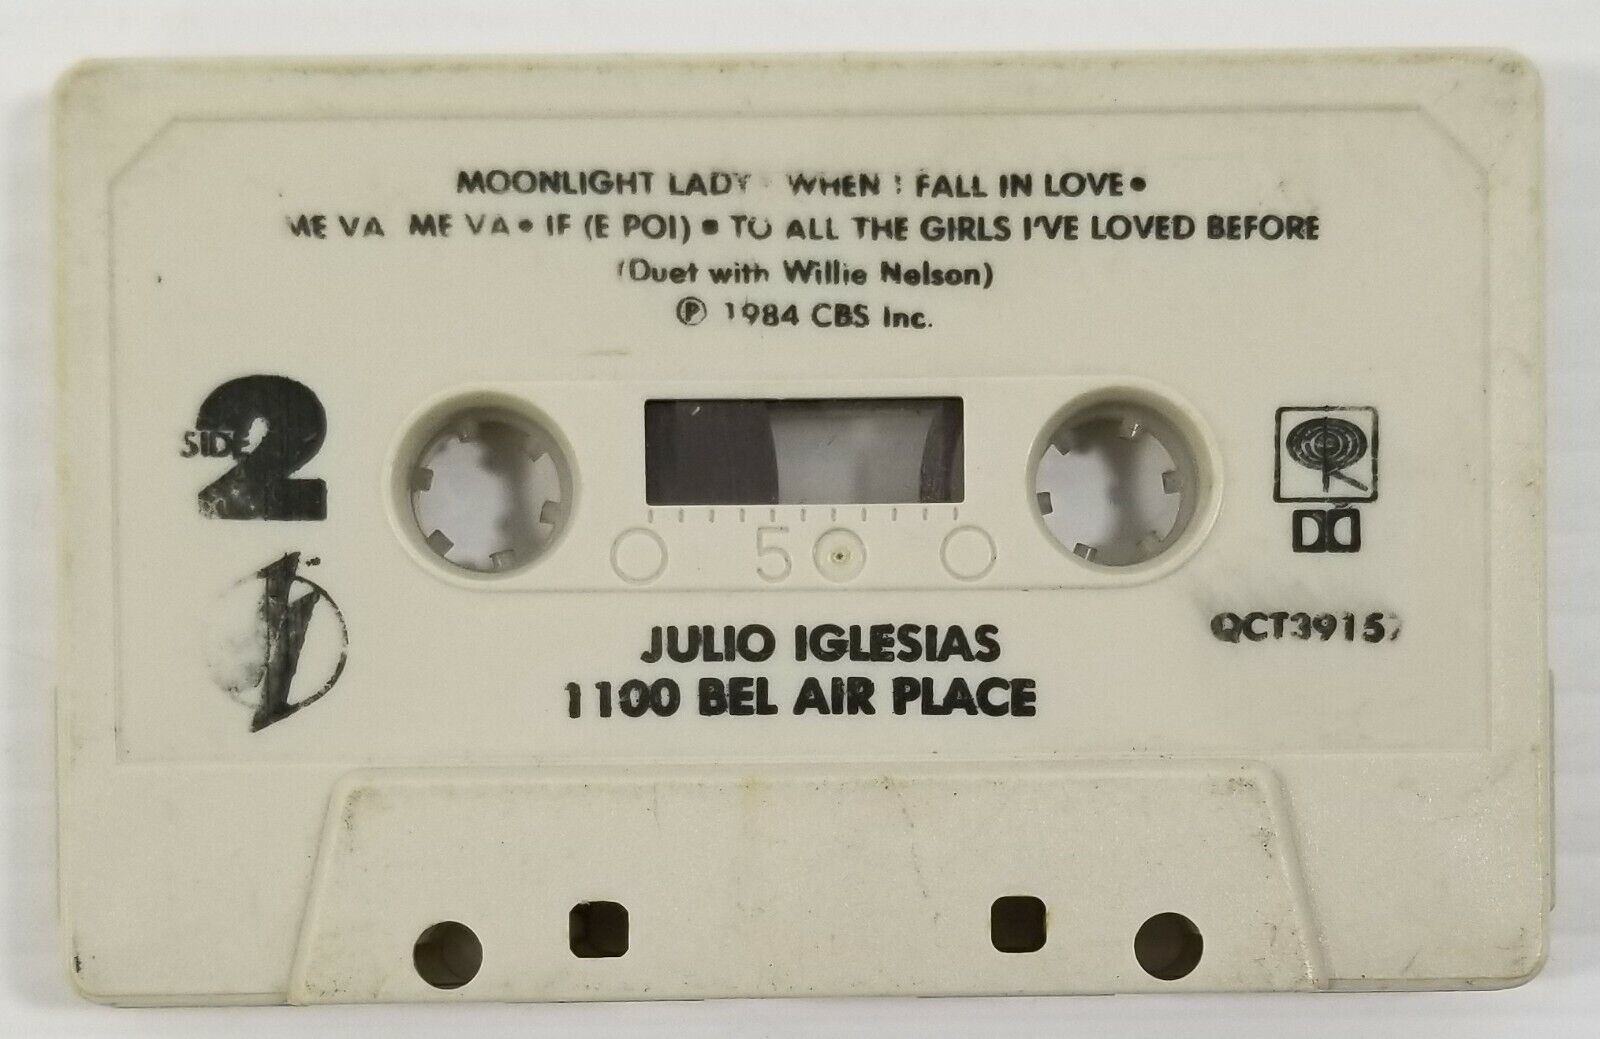 MOONLIGHT LADY • WHEN I FALL IN LOVE •
ME VA ME VA • IF (E POI) • TO ALL THE GIRLS I'VE LOVED BEFORE
(Duet with Willie Nelson)
℗ 1984 CBS Inc.
SIDE 2
5
JULIO IGLESIAS
1100 BEL AIR PLACE
QCT39157